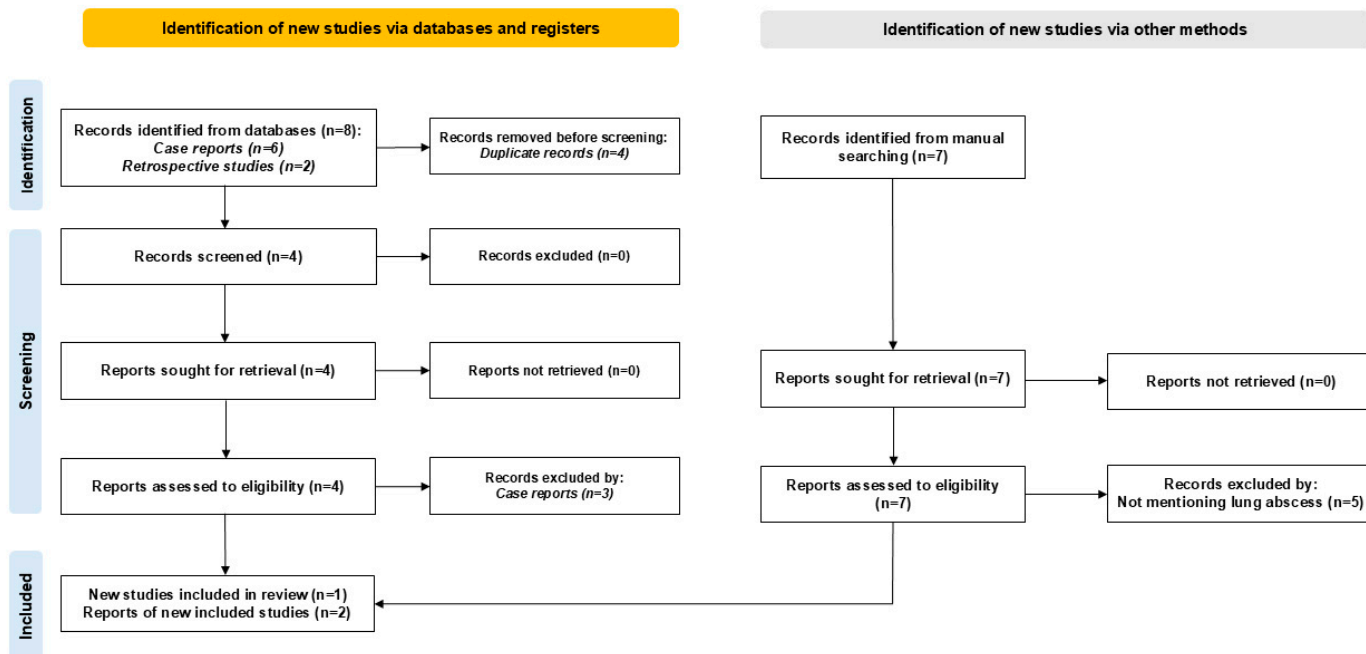 Identification of new studies via databases and registers
Identification of new studies via other methods
Identification
Records identified from databases (n=8):
Case reports (n=6)
Retrospective studies (n=2)
Records removed before screening:
Duplicate records (n=4)
Records identified from manual
searching (n=7)
Screening
Records screened (n=4)
Records excluded (n=0)
Reports sought for retrieval (n=4)
Reports not retrieved (n=0)
Reports sought for retrieval (n=7)
Reports not retrieved (n=0)
Reports assessed to eligibility (n=4)
Records excluded by:
Case reports (n=3)
Reports assessed to eligibility
(n=7)
Records excluded by:
Not mentioning lung abscess (n=5)
Included
New studies included in review (n=1)
Reports of new included studies (n=2)